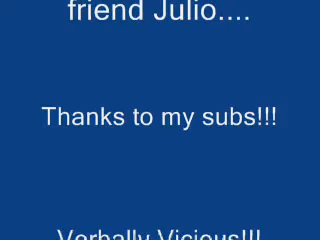 friend Julio....
Thanks to my subs!!!
Verbally Vicious!!!